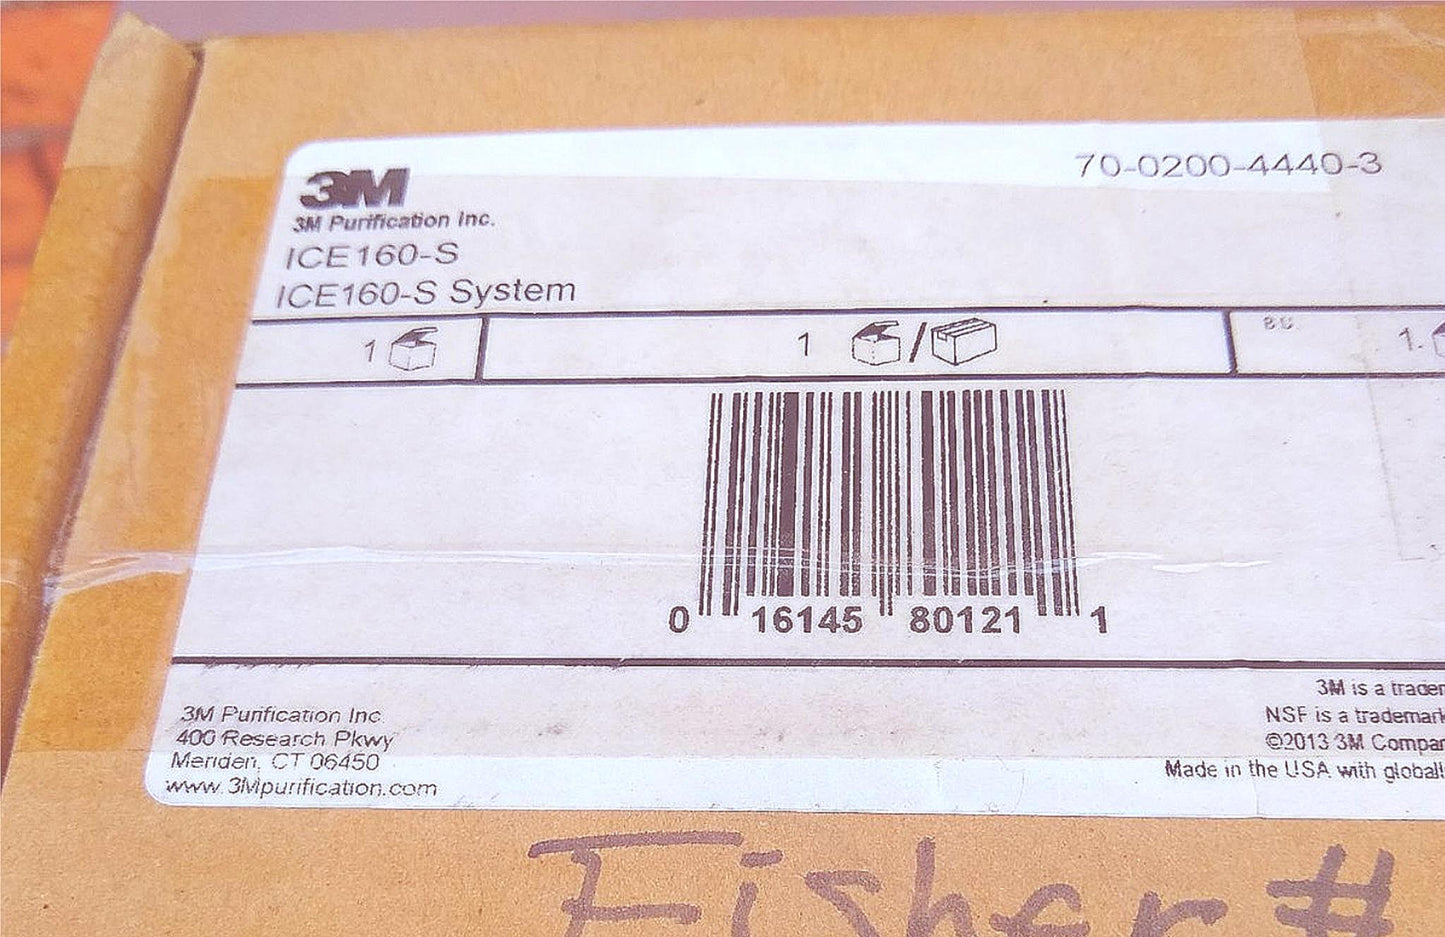 3M
70-0200-4440-3
3M Purification Inc.
ICE160-S
ICE160-S System
1
1 /
1
0 16145 80121 1
3M Purification Inc
400 Research Pkwy
Meriden, CT 06450
www.3Mpurification.com
3M is a tradem
NSF is a trademark
©2013 3M Compan
Made in the USA with globall
Fisher #